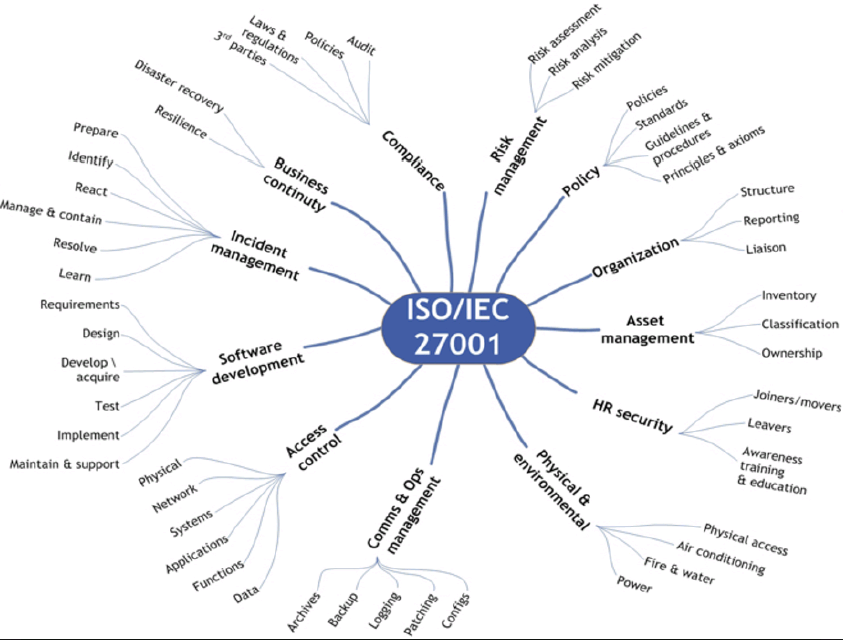 ISO/IEC
27001
Risk
management
Risk assessment
Risk analysis
Risk mitigation
Policy
Policies
Standards
Guidelines &
procedures
Principles & axioms
Organization
Structure
Reporting
Liaison
Asset
management
Inventory
Classification
Ownership
HR security
Joiners/movers
Leavers
Awareness
training
& education
Physical &
environmental
Physical access
Air conditioning
Fire & water
Power
Comms & Ops
management
Archives
Backup
Logging
Patching
Configs
Access
control
Physical
Network
Systems
Applications
Functions
Data
Software
development
Requirements
Design
Develop \
acquire
Test
Implement
Maintain & support
Incident
management
Prepare
Identify
React
Manage & contain
Resolve
Learn
Business
continuity
Disaster recovery
Resilience
Compliance
3rd parties
Laws &
regulations
Policies
Audit